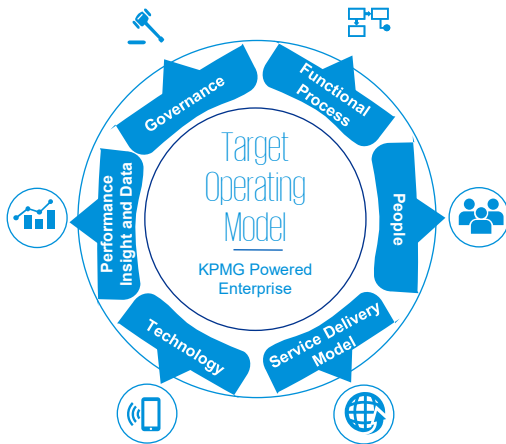 Target
Operating
Model
KPMG Powered
Enterprise
Functional
Process
People
Service Delivery
Model
Technology
Performance
Insight and Data
Governance